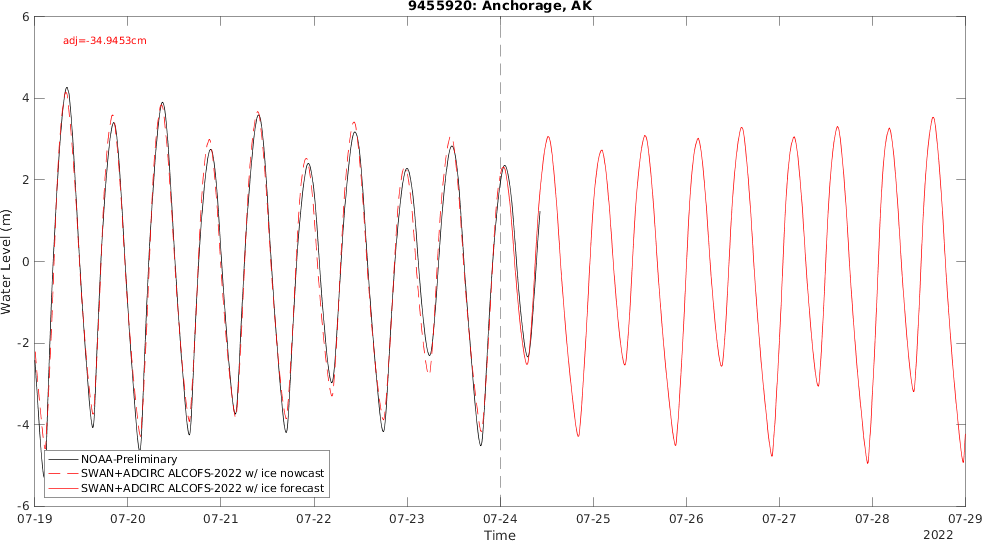 9455920: Anchorage, AK
adj=-34.9453cm
6
4
2
0
-2
-4
-6
Water Level (m)
NOAA-Preliminary
SWAN+ADCIRC ALCOFS-2022 w/ ice nowcast
SWAN+ADCIRC ALCOFS-2022 w/ ice forecast
07-19 07-20 07-21 07-22 07-23 07-24 07-25 07-26 07-27 07-28 07-29
Time
2022